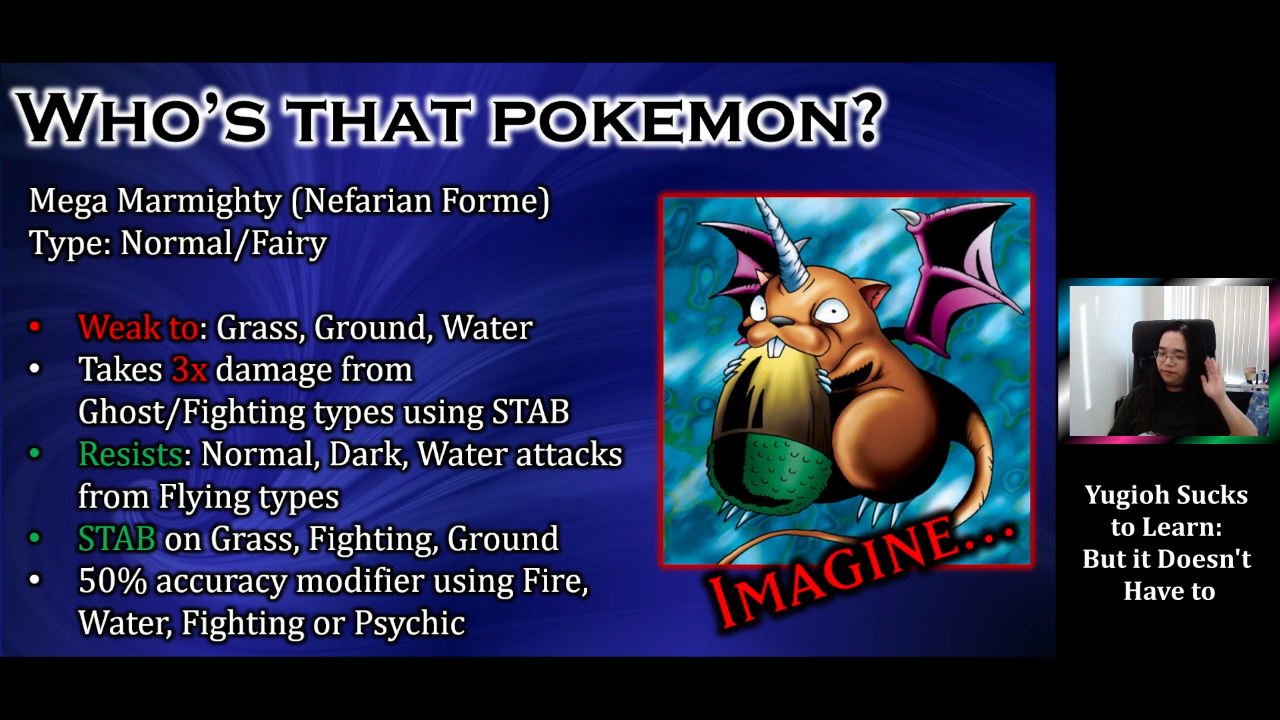 WHO'S THAT POKEMON?
Mega Marmighty (Nefarian Forme)
Type: Normal/Fairy
• Weak to: Grass, Ground, Water
• Takes 3x damage from
Ghost/Fighting types using STAB
• Resists: Normal, Dark, Water attacks
from Flying types
• STAB on Grass, Fighting, Ground
• 50% accuracy modifier using Fire,
Water, Fighting or Psychic
IMAGINE...
Yugioh Sucks
to Learn:
But it Doesn't
Have to